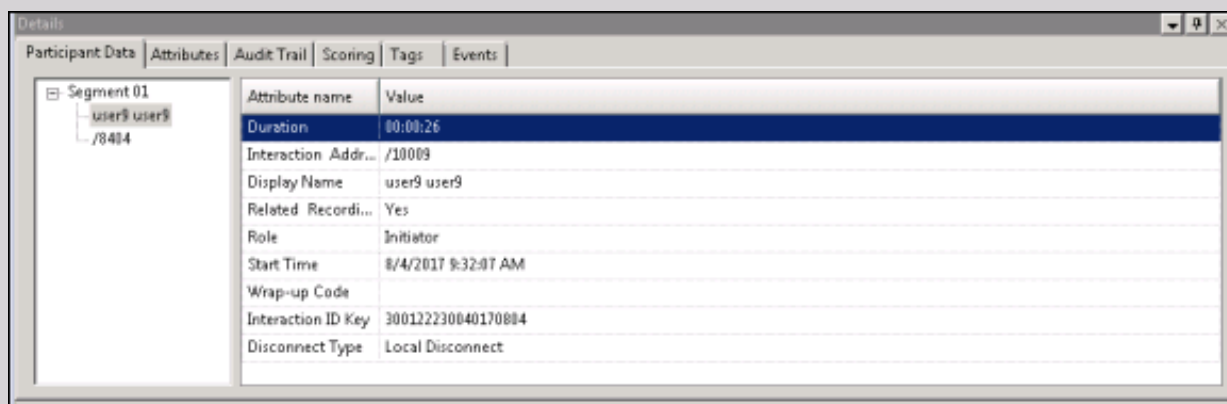 Details
Participant Data Attributes Audit Trail Scoring Tags Events
Segment 01
user9 user9
/8404
Attribute name Value
Duration 00:00:26
Interaction Addr... /10009
Display Name user9 user9
Related Recordi... Yes
Role Initiator
Start Time 8/4/2017 9:32:07 AM
Wrap-up Code
Interaction ID Key 300122230040170804
Disconnect Type Local Disconnect